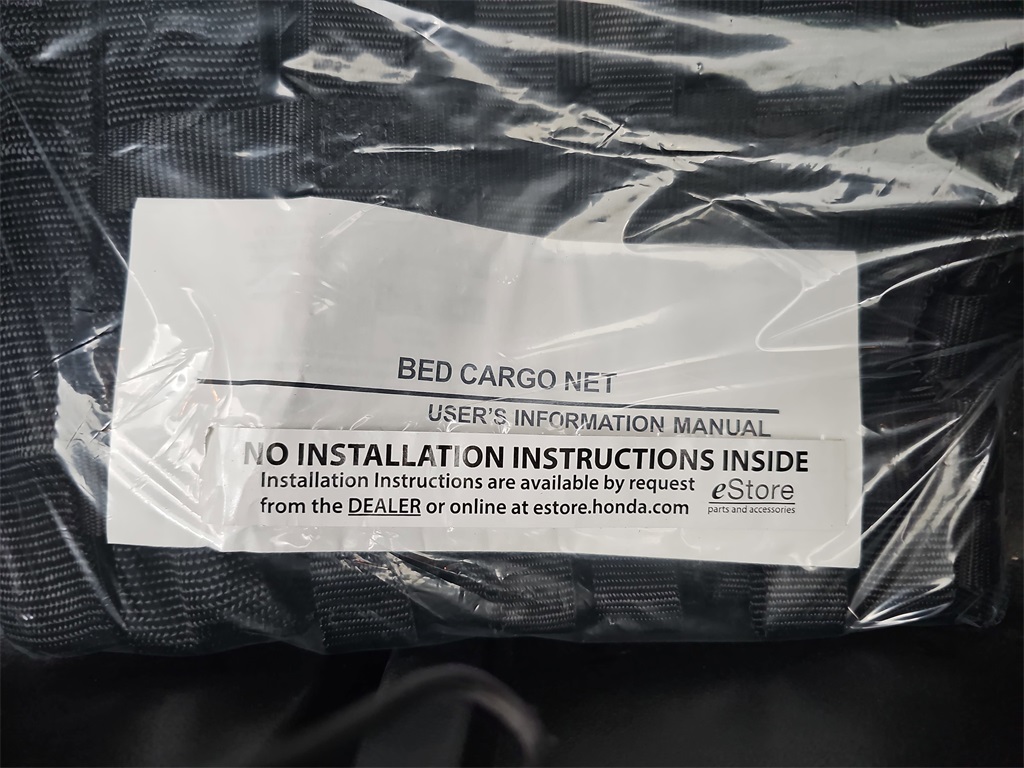 BED CARGO NET
USER'S INFORMATION MANUAL
NO INSTALLATION INSTRUCTIONS INSIDE
Installation Instructions are available by request
from the DEALER or online at estore.honda.com
eStore
parts and accessories